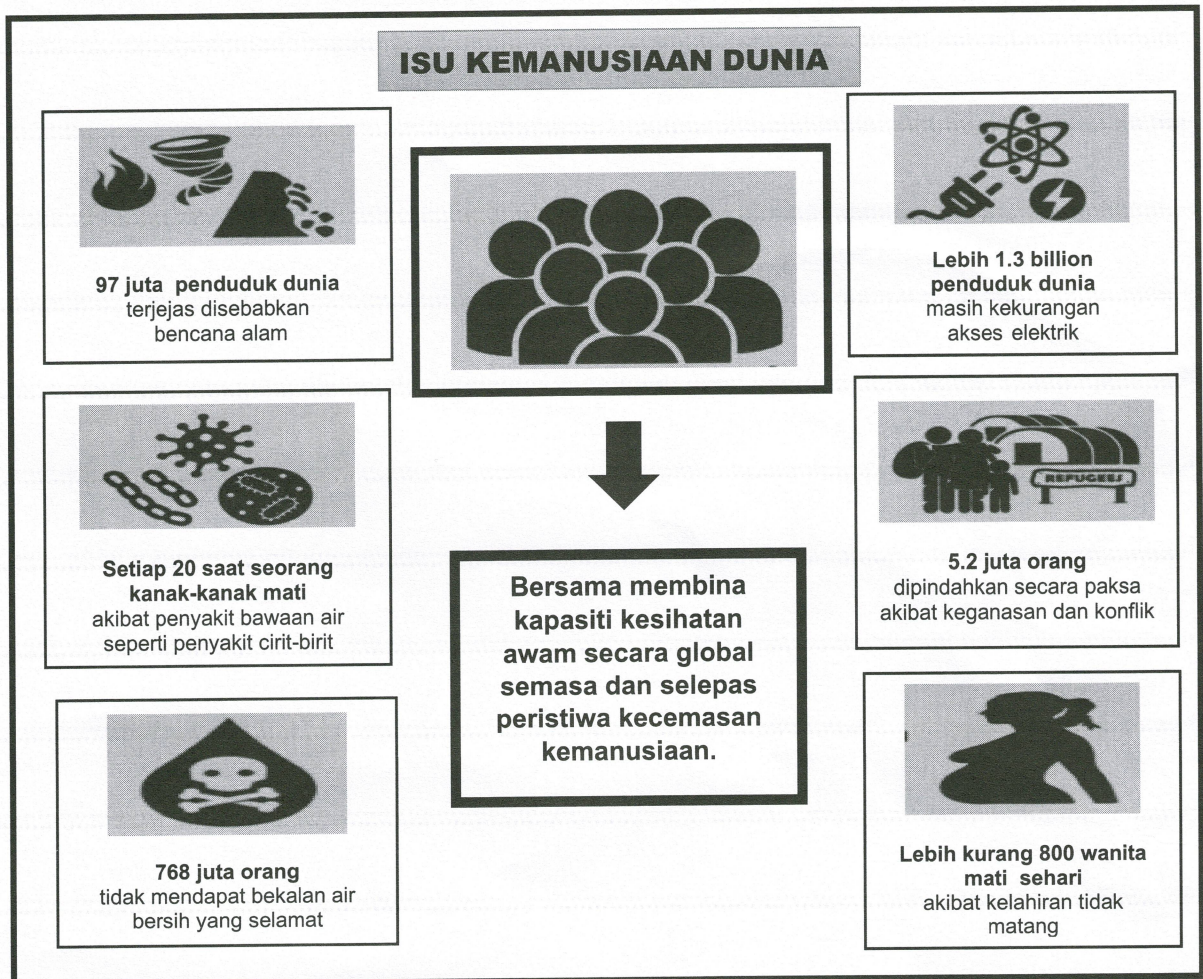 ISU KEMANUSIAAN DUNIA
97 juta penduduk dunia
terjejas disebabkan
bencana alam
Lebih 1.3 billion
penduduk dunia
masih kekurangan
akses elektrik
Setiap 20 saat seorang
kanak-kanak mati
akibat penyakit bawaan air
seperti penyakit cirit-birit
REFUGEES
5.2 juta orang
dipindahkan secara paksa
akibat keganasan dan konflik
Bersama membina
kapasiti kesihatan
awam secara global
semasa dan selepas
peristiwa kecemasan
kemanusiaan.
768 juta orang
tidak mendapat bekalan air
bersih yang selamat
Lebih kurang 800 wanita
mati sehari
akibat kelahiran tidak
matang